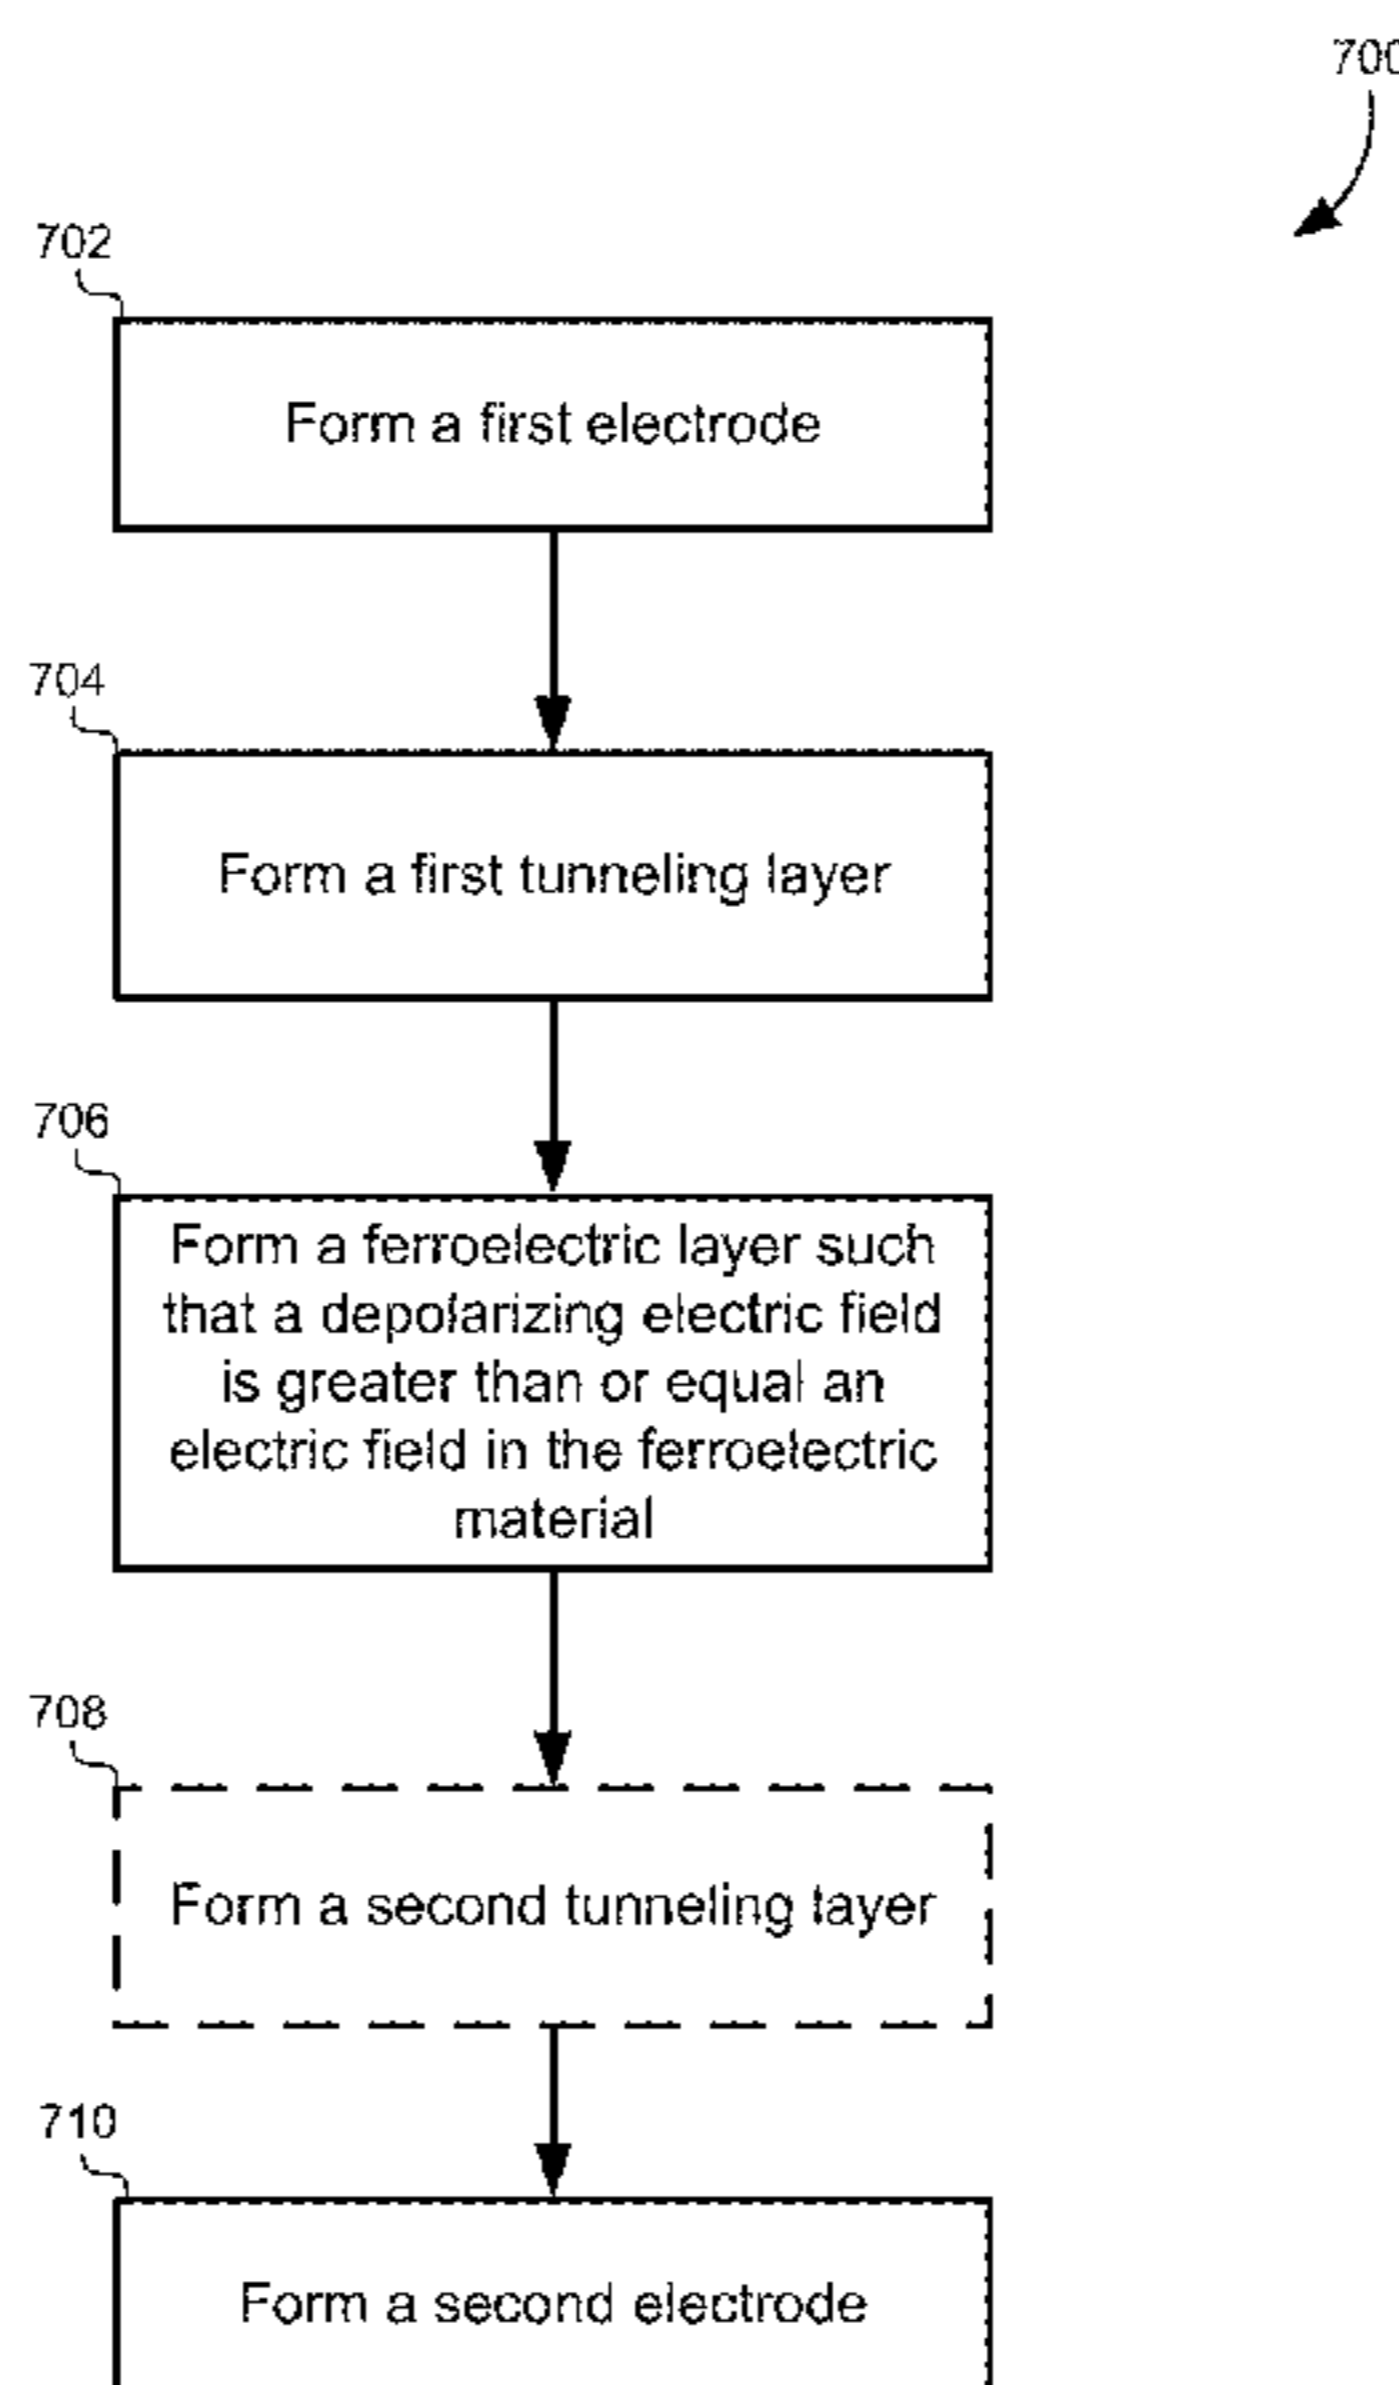 700
702
Form a first electrode
704
Form a first tunneling layer
706
Form a ferroelectric layer such
that a depolarizing electric field
is greater than or equal an
electric field in the ferroelectric
material
708
Form a second tunneling layer
710
Form a second electrode